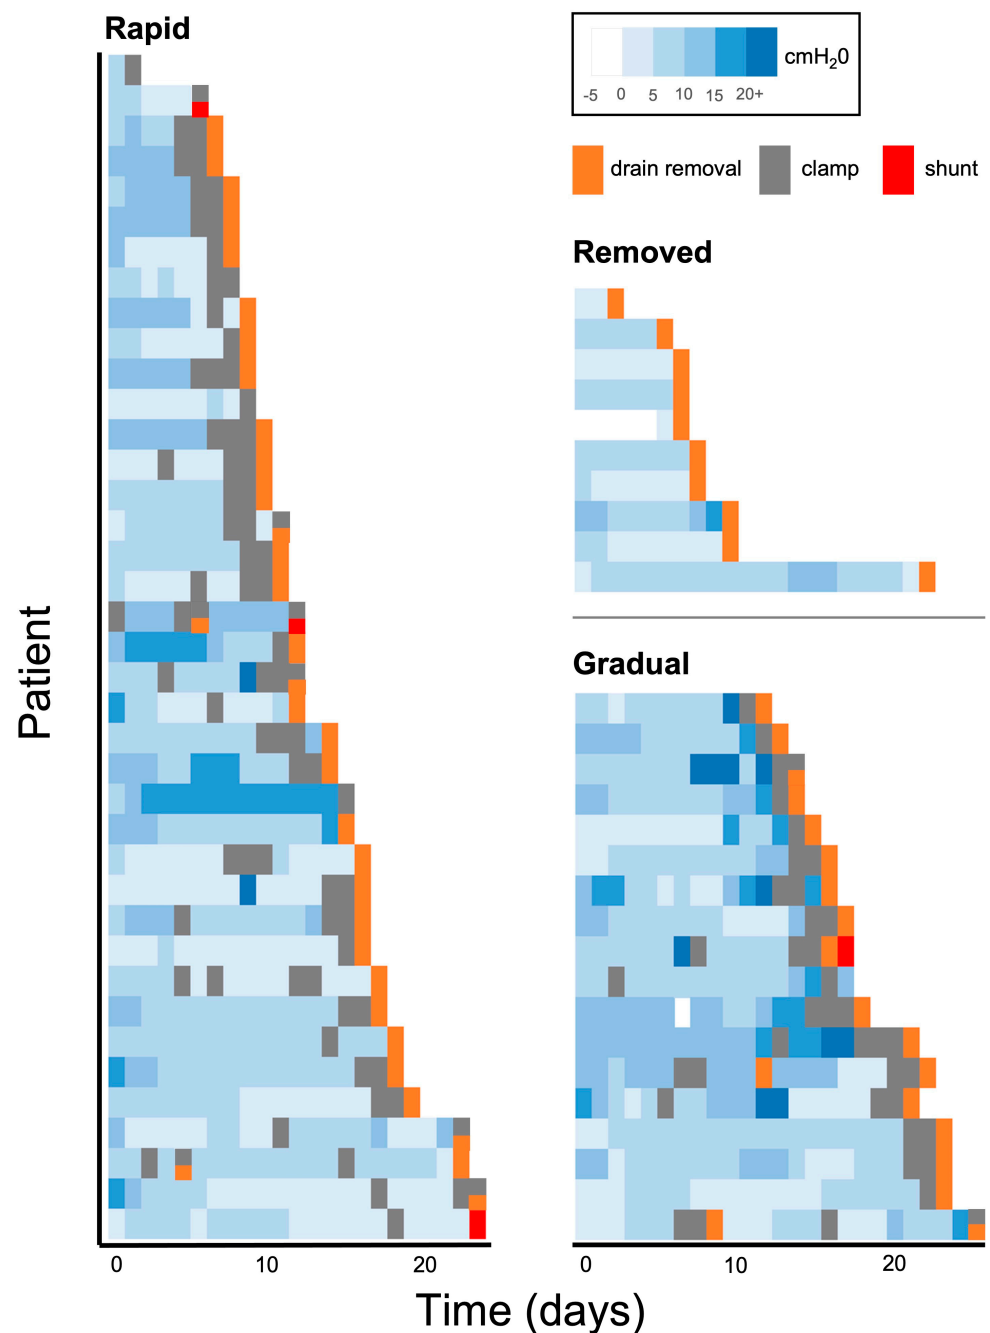 Rapid
cmH20
-5 0 5 10 15 20+
drain removal clamp shunt
Removed
Gradual
Patient
0 10 20
0 10 20
Time (days)